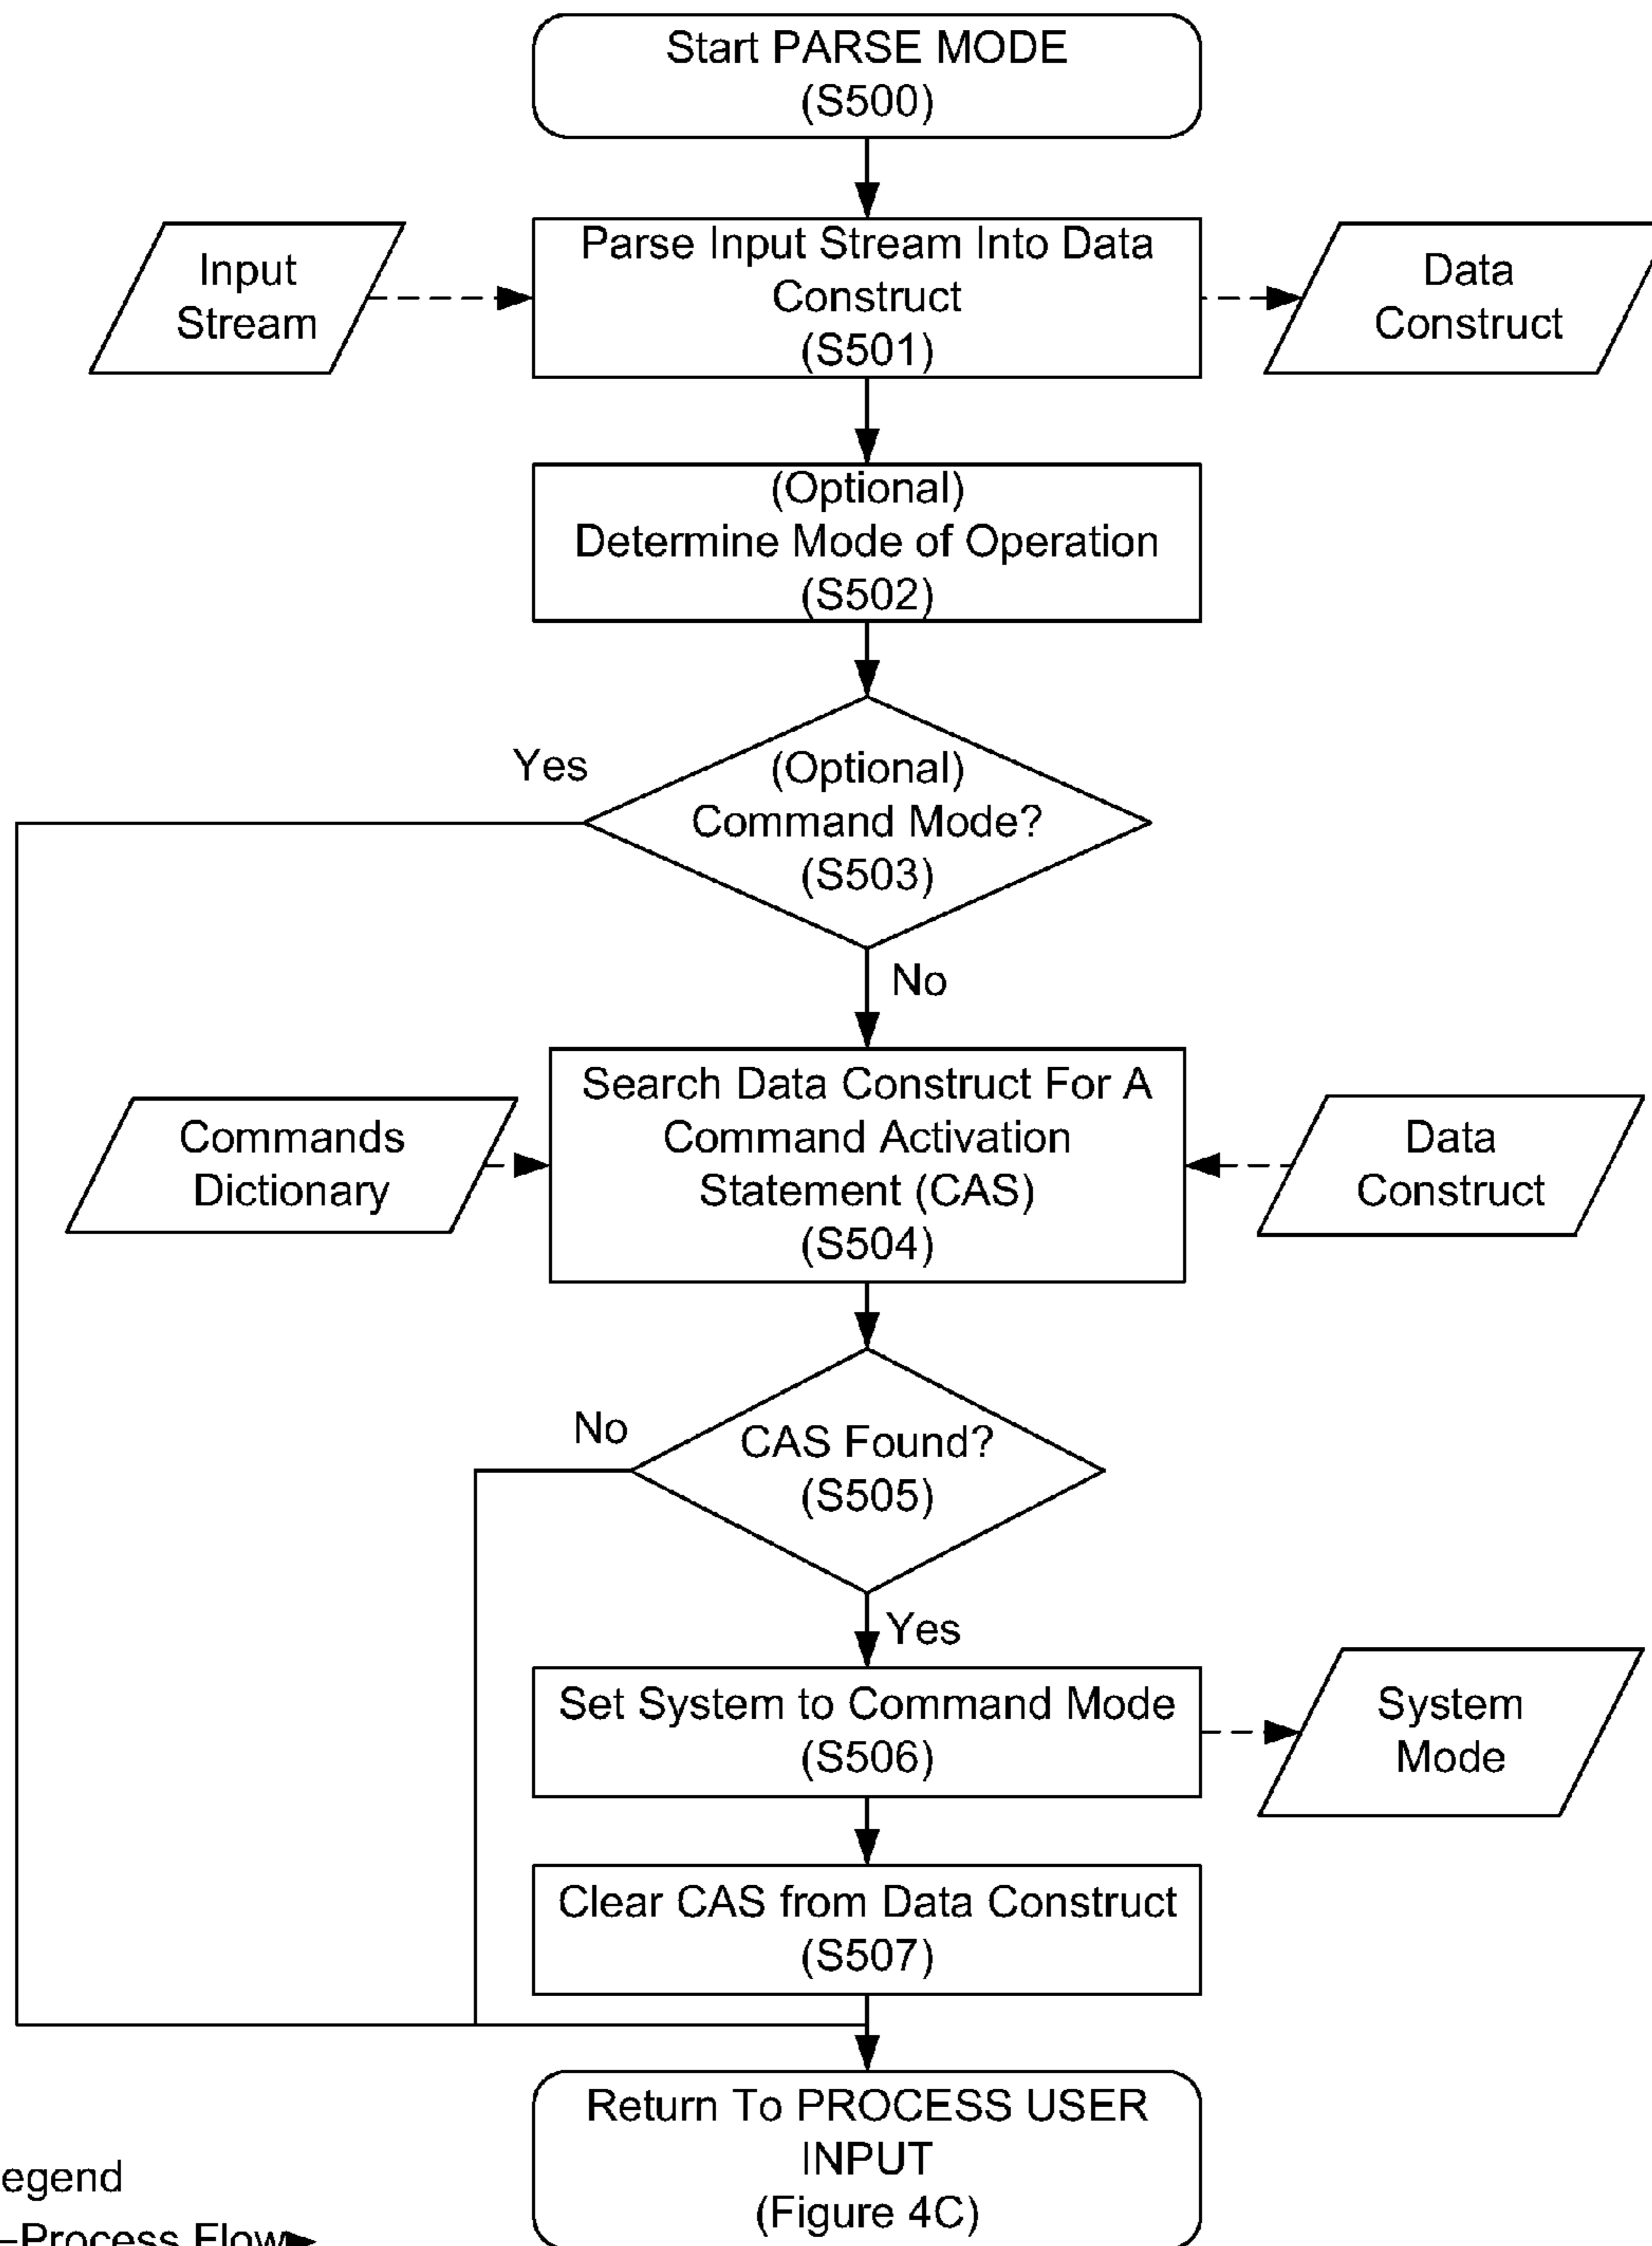 Start PARSE MODE
(S500)
Input
Stream
Parse Input Stream Into Data
Construct
(S501)
Data
Construct
(Optional)
Determine Mode of Operation
(S502)
Yes
(Optional)
Command Mode?
(S503)
No
Commands
Dictionary
Search Data Construct For A
Command Activation
Statement (CAS)
(S504)
Data
Construct
No
CAS Found?
(S505)
Yes
Set System to Command Mode
(S506)
System
Mode
Clear CAS from Data Construct
(S507)
Return To PROCESS USER
INPUT
(Figure 4C)
egend
Process Flow